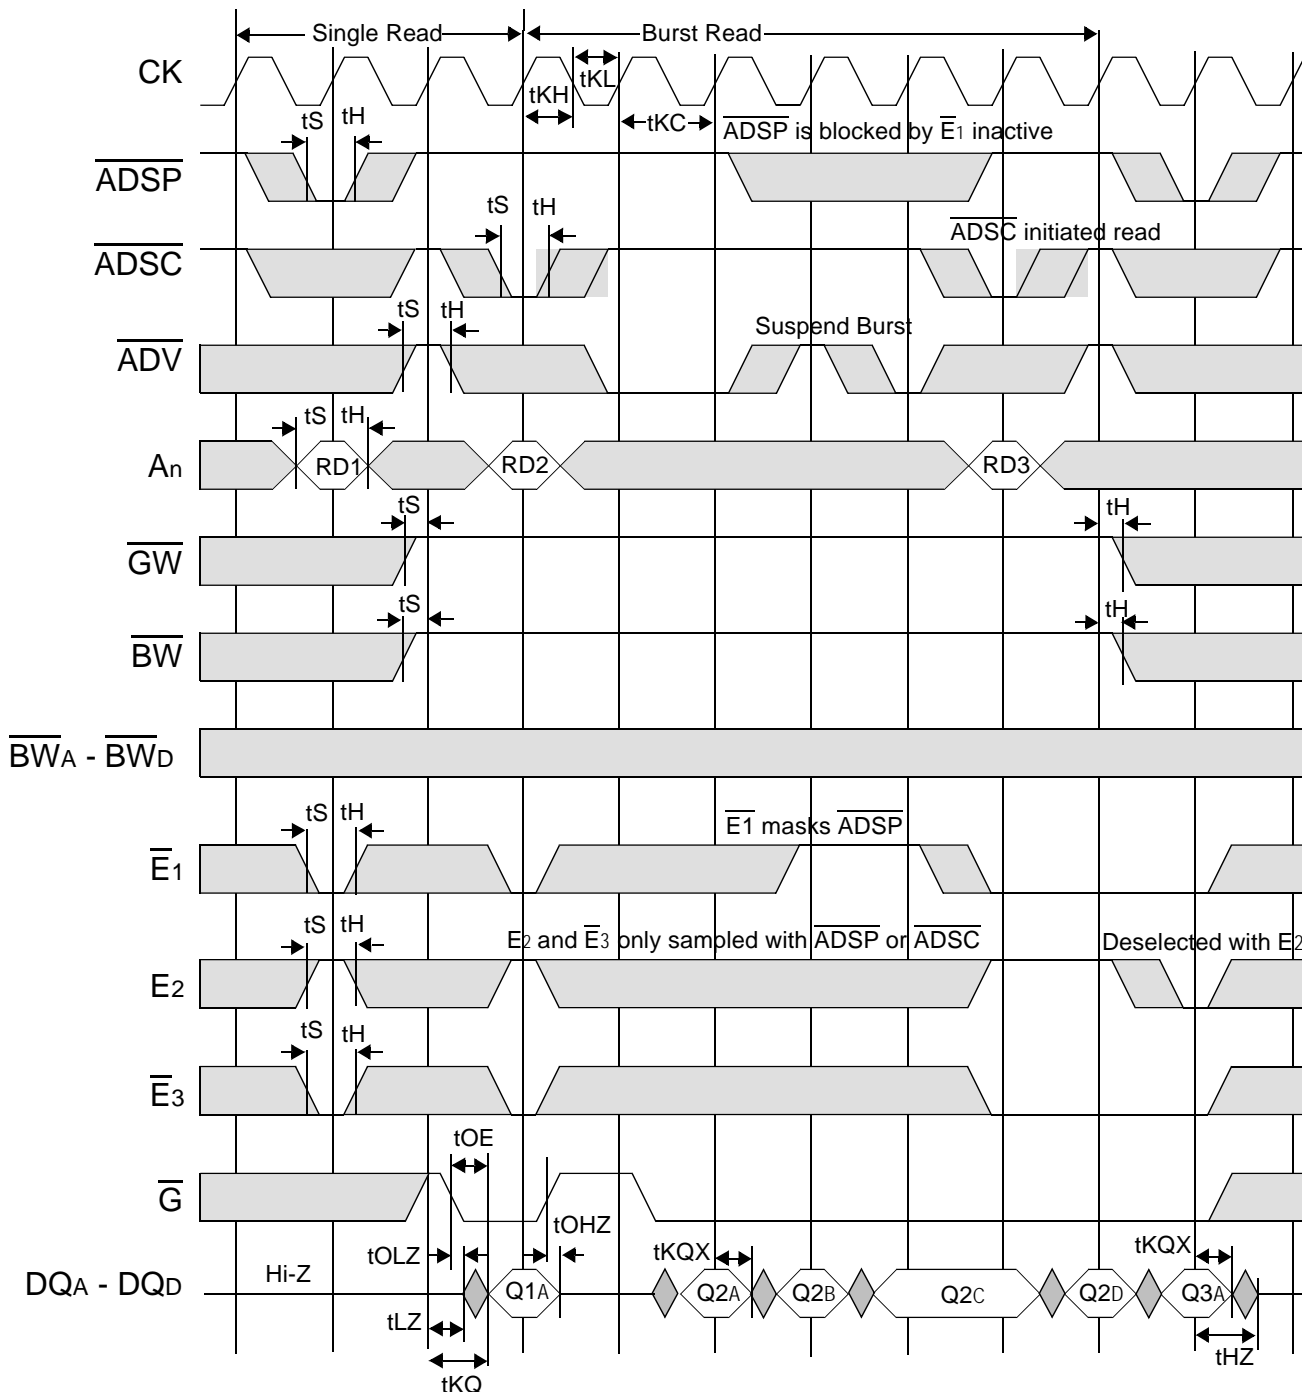 Single Read Burst Read
CK
tKL
tKH
tS tH tKC ADSP is blocked by E1 inactive
ADSP
tS tH
ADSC initiated read
ADSC
tS tH
Suspend Burst
ADV
tS tH
An RD1 RD2 RD3
tS tH
GW
tS tH
BW
BWA - BWD
E1 masks ADSP
tS tH
E1
tS tH E2 and E3 only sampled with ADSP or ADSC Deselected with E2
E2
tS tH
E3
tOE
G
tOHZ
tOLZ tKQX tKQX
Hi-Z
DQA - DQD Q1A Q2A Q2B Q2C Q2D Q3A
tLZ
tHZ
tKQ